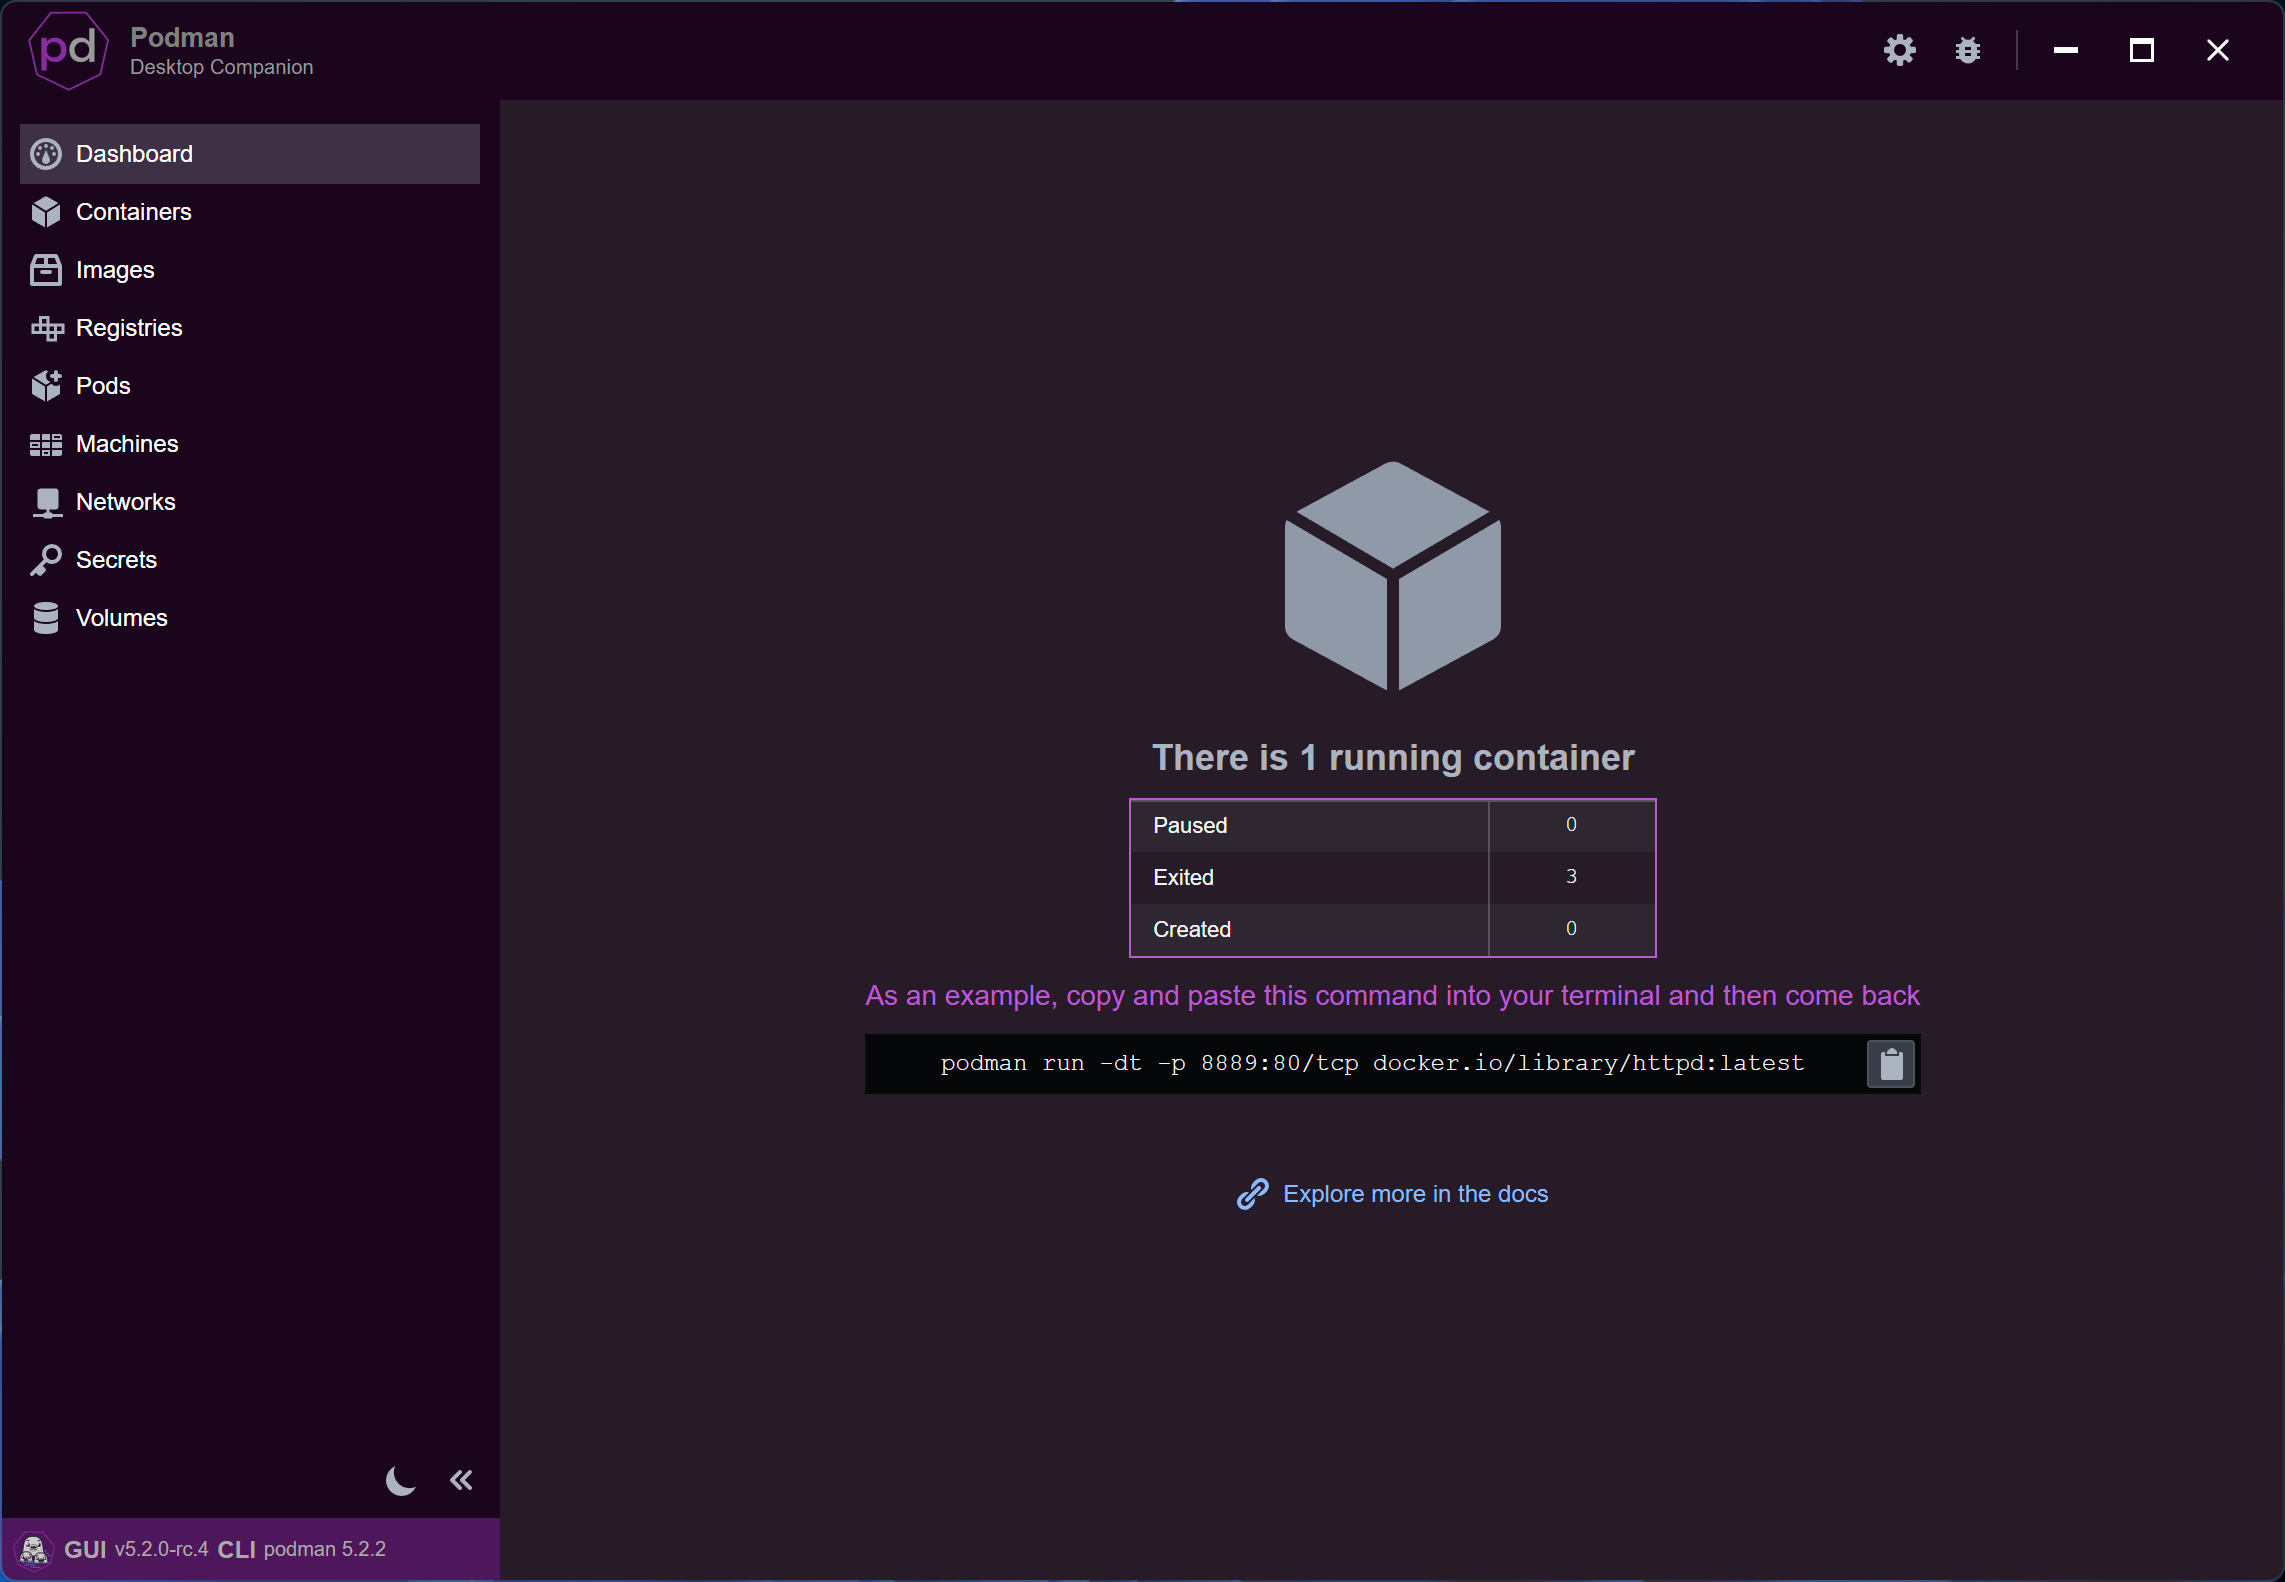 pd
Podman
Desktop Companion
Dashboard
Containers
Images
Registries
Pods
Machines
Networks
Secrets
Volumes
There is 1 running container
Paused 0
Exited 3
Created 0
As an example, copy and paste this command into your terminal and then come back
podman run -dt -p 8889:80/tcp docker.io/library/httpd:latest
Explore more in the docs
GUI v5.2.0-rc.4 CLI podman 5.2.2